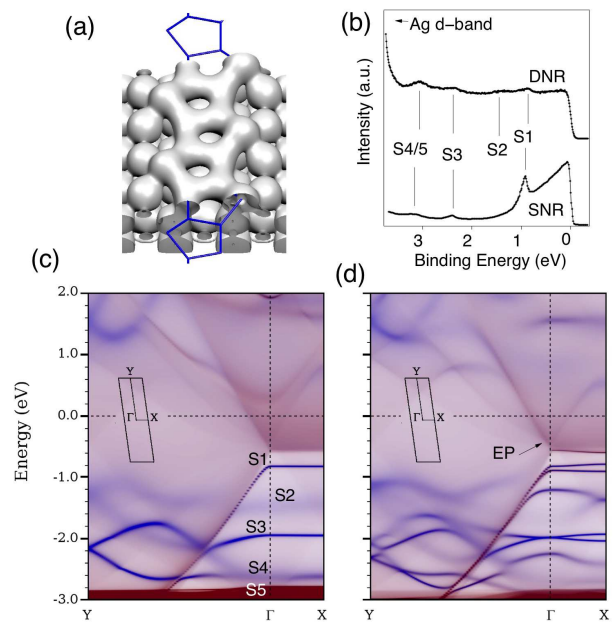 (a)
(b)
Ag d-band
DNR
S4/5
S3
S2
S1
SNR
Intensity (a.u.)
3
2
1
0
Binding Energy (eV)
(c)
(d)
Energy (eV)
2.0
1.0
0.0
-1.0
-2.0
-3.0
Y
Γ
X
S1
S2
S3
S4
S5
Y
Γ
X
Y
Γ
X
EP
Y
Γ
X